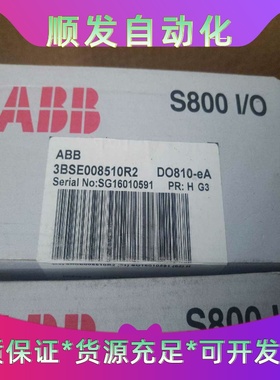 顺发自动化
ABB
S800 I/O
ABB
3BSE008510R2 DO810-eA
Serial No:SG16010591 PR: H G3
S800 I/O
质保证*货源充足*可开发